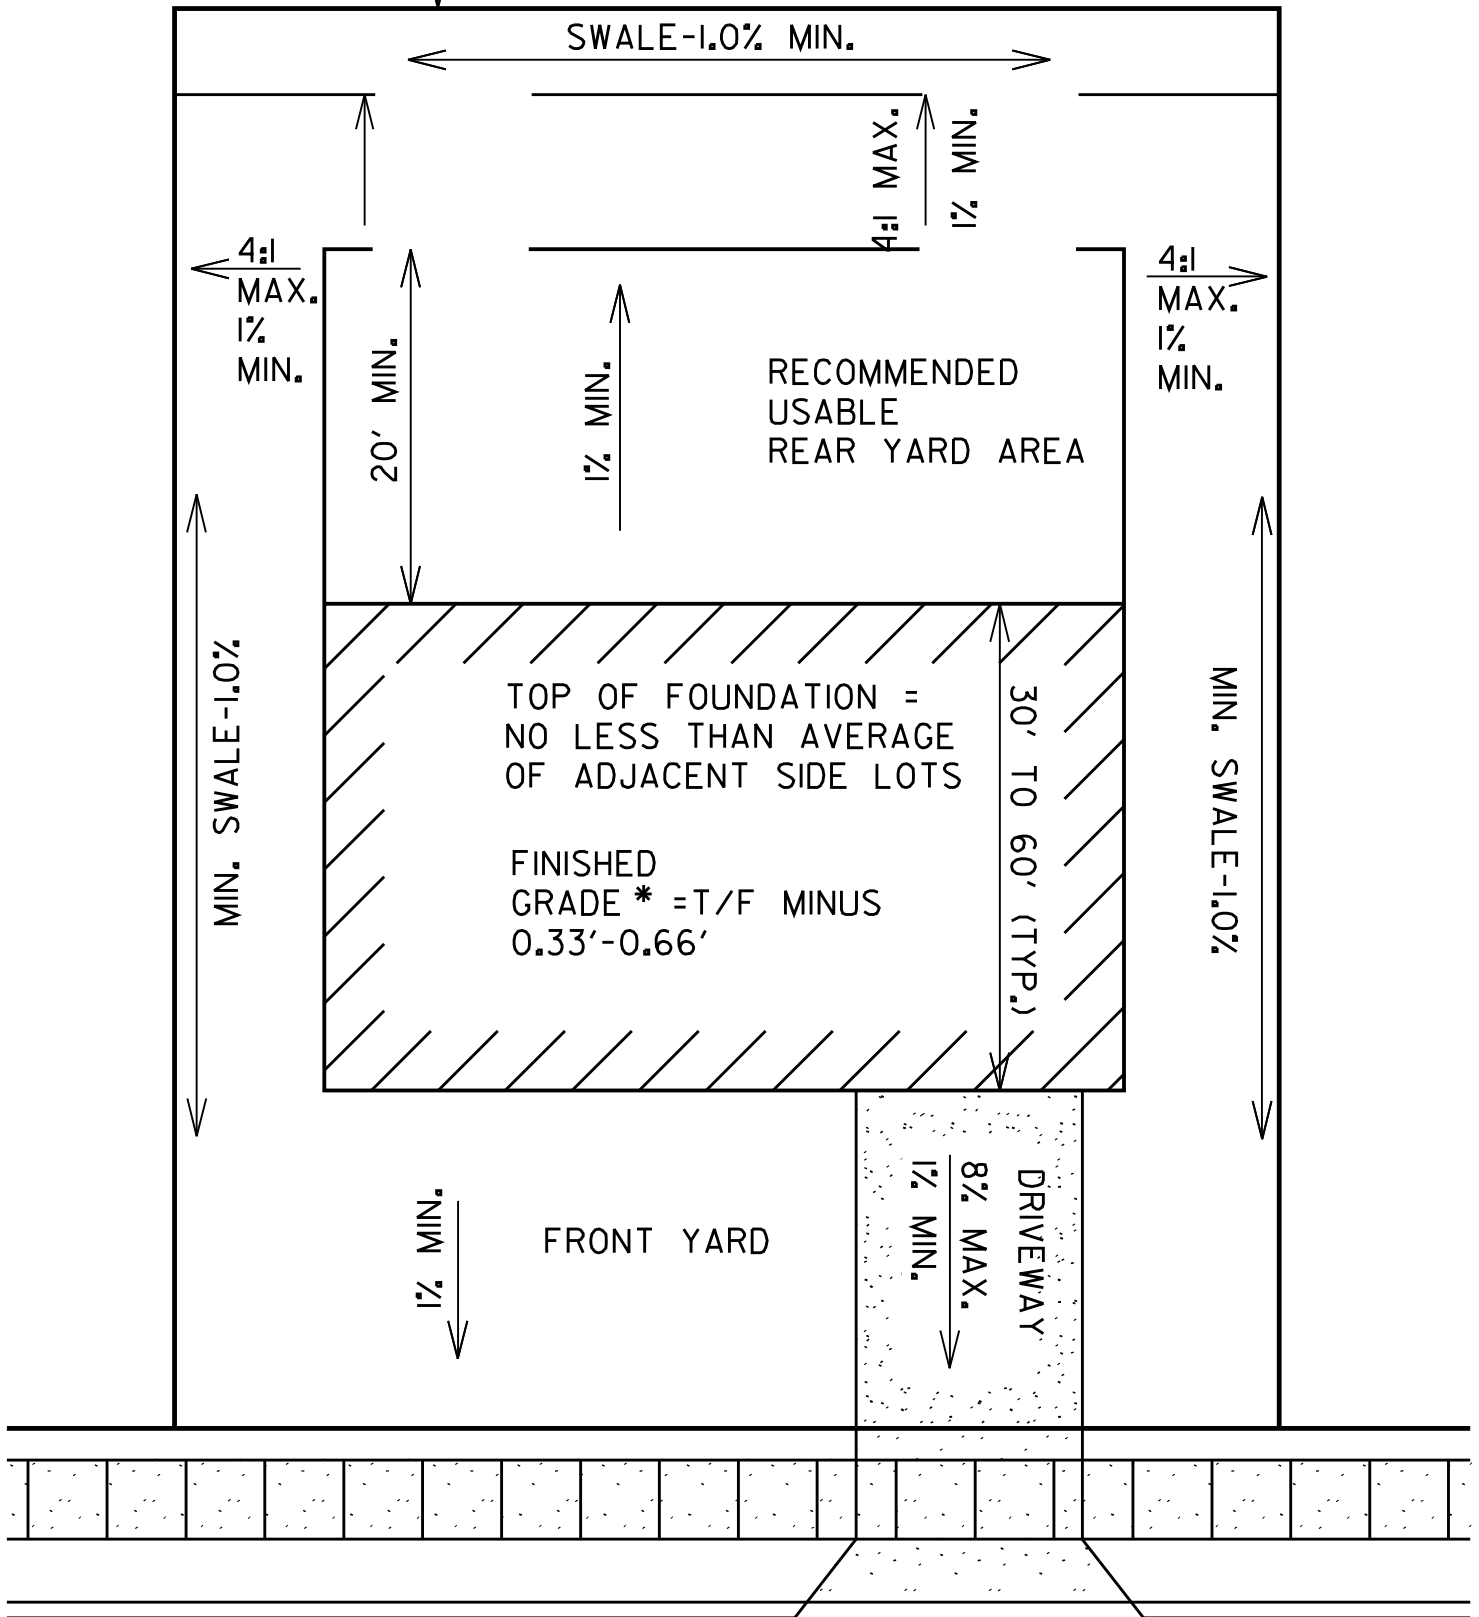 SWALE-1.0% MIN.
4:1 MAX.
1% MIN.
4:1
MAX.
1%
MIN.
4:1
MAX.
1%
MIN.
20' MIN.
1% MIN.
RECOMMENDED
USABLE
REAR YARD AREA
MIN. SWALE-1.0%
TOP OF FOUNDATION =
NO LESS THAN AVERAGE
OF ADJACENT SIDE LOTS
FINISHED
GRADE * =T/F MINUS
0.33'-0.66'
30' TO 60' (TYP.)
MIN. SWALE-1.0%
1% MIN.
FRONT YARD
1% MIN.
8% MAX.
DRIVEWAY